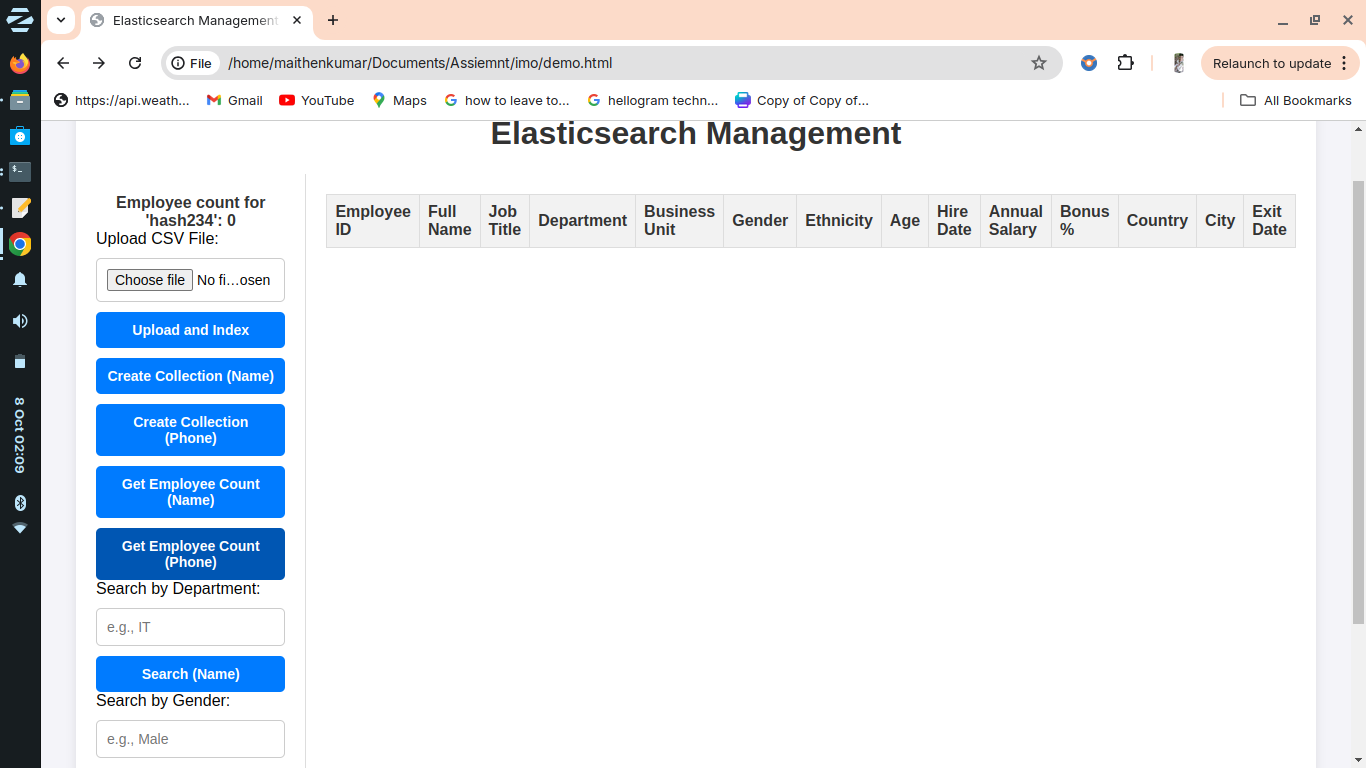 Elasticsearch Management
File
/home/maithenkumar/Documents/Assiemnt/imo/demo.html
Relaunch to update
https://api.weath...
Gmail
YouTube
Maps
how to leave to...
hellogram techn...
Copy of Copy of...
All Bookmarks
8 Oct 02:09
Elasticsearch Management
Employee count for
'hash234': 0
Upload CSV File:
Choose file No fi...osen
Upload and Index
Create Collection (Name)
Create Collection
(Phone)
Get Employee Count
(Name)
Get Employee Count
(Phone)
Search by Department:
e.g., IT
Search (Name)
Search by Gender:
e.g., Male
Employee
ID
Full
Name
Job
Title
Department
Business
Unit
Gender
Ethnicity
Age
Hire
Date
Annual
Salary
Bonus
%
Country
City
Exit
Date